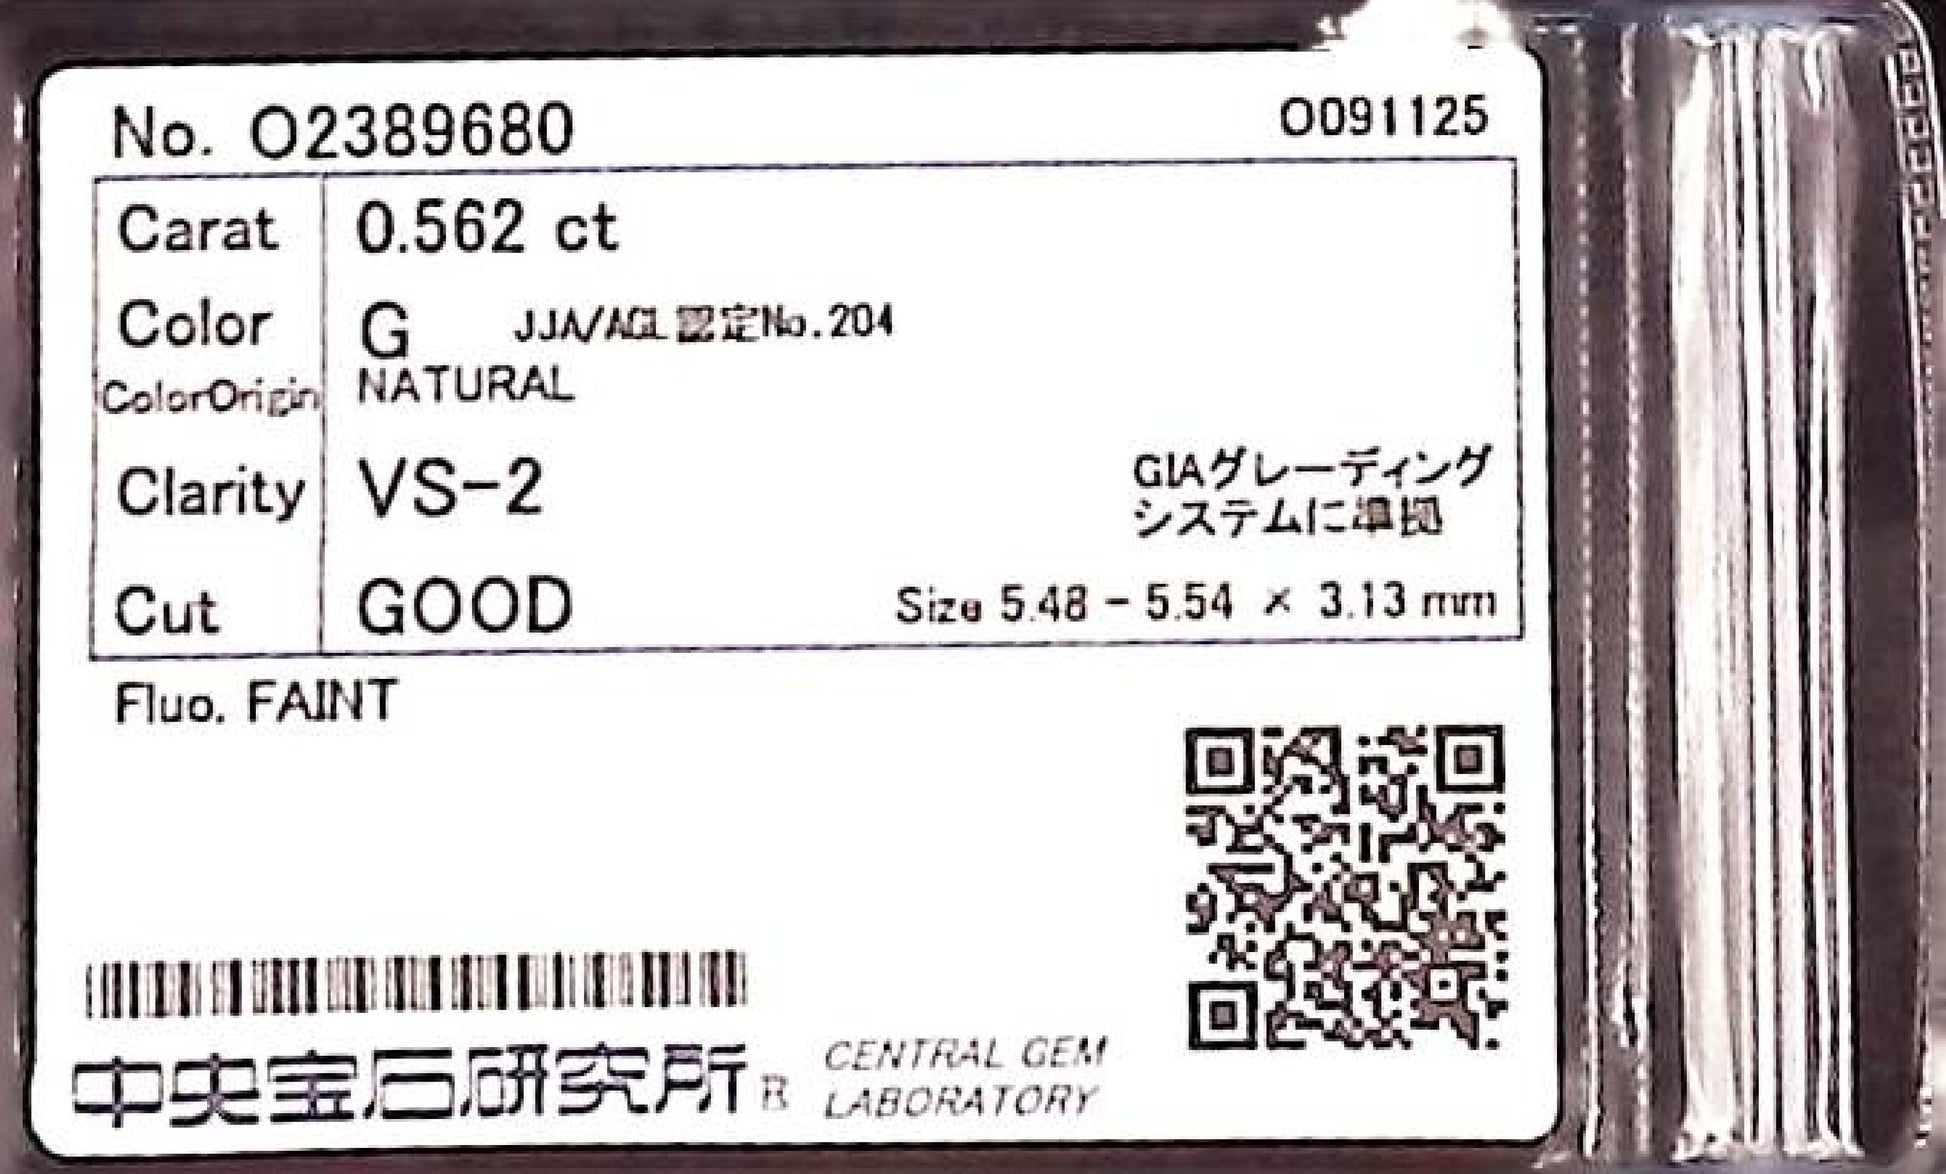 No. O2389680 O091125
Carat 0.562 ct
Color G JJA/AGL認定No.204
ColorOrigin NATURAL
Clarity VS-2
GIAグレーディング
システムに準拠
Cut GOOD Size 5.48 - 5.54 × 3.13 mm
Fluo. FAINT
中央宝石研究所 R
CENTRAL GEM
LABORATORY